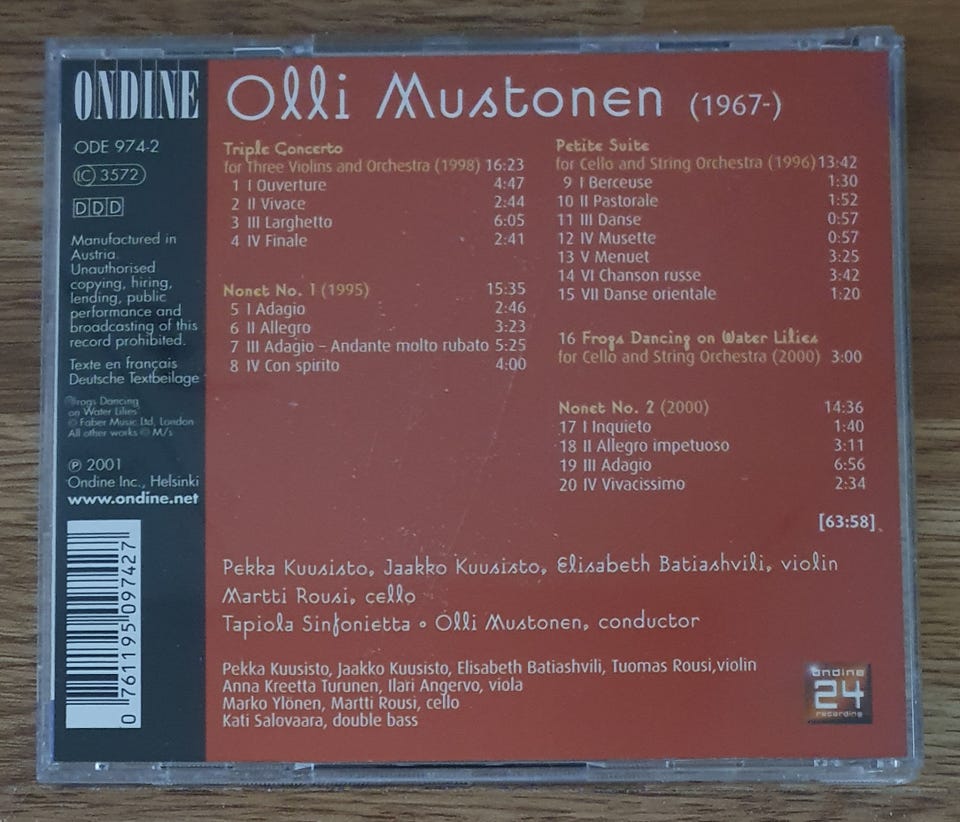 ONDINE
ODE 974-2
IC 3572
DDD
Manufactured in
Austria.
Unauthorised
copying, hiring,
lending, public
performance and
broadcasting of this
record prohibited.
Texte en français
Deutsche Textbeilage
Frogs Dancing
on Water Lilies
© Faber Music Ltd, London
All other works © M/s
℗ 2001
Ondine Inc., Helsinki
www.ondine.net
0 761195 097427
Olli Mustonen (1967-)
Triple Concerto
for Three Violins and Orchestra (1998) 16:23
1 I Ouverture 4:47
2 II Vivace 2:44
3 III Larghetto 6:05
4 IV Finale 2:41
Nonet No. 1 (1995) 15:35
5 I Adagio 2:46
6 II Allegro 3:23
7 III Adagio – Andante molto rubato 5:25
8 IV Con spirito 4:00
Petite Suite
for Cello and String Orchestra (1996) 13:42
9 I Berceuse 1:30
10 II Pastorale 1:52
11 III Danse 0:57
12 IV Musette 0:57
13 V Menuet 3:25
14 VI Chanson russe 3:42
15 VII Danse orientale 1:20
16 Frogs Dancing on Water Lilies
for Cello and String Orchestra (2000) 3:00
Nonet No. 2 (2000) 14:36
17 I Inquieto 1:40
18 II Allegro impetuoso 3:11
19 III Adagio 6:56
20 IV Vivacissimo 2:34
[63:58]
Pekka Kuusisto, Jaakko Kuusisto, Elisabeth Batiashvili, violin
Martti Rousi, cello
Tapiola Sinfonietta • Olli Mustonen, conductor
Pekka Kuusisto, Jaakko Kuusisto, Elisabeth Batiashvili, Tuomas Rousi,violin
Anna Kreetta Turunen, Ilari Angervo, viola
Marko Ylönen, Martti Rousi, cello
Kati Salovaara, double bass
ondine
24
recording